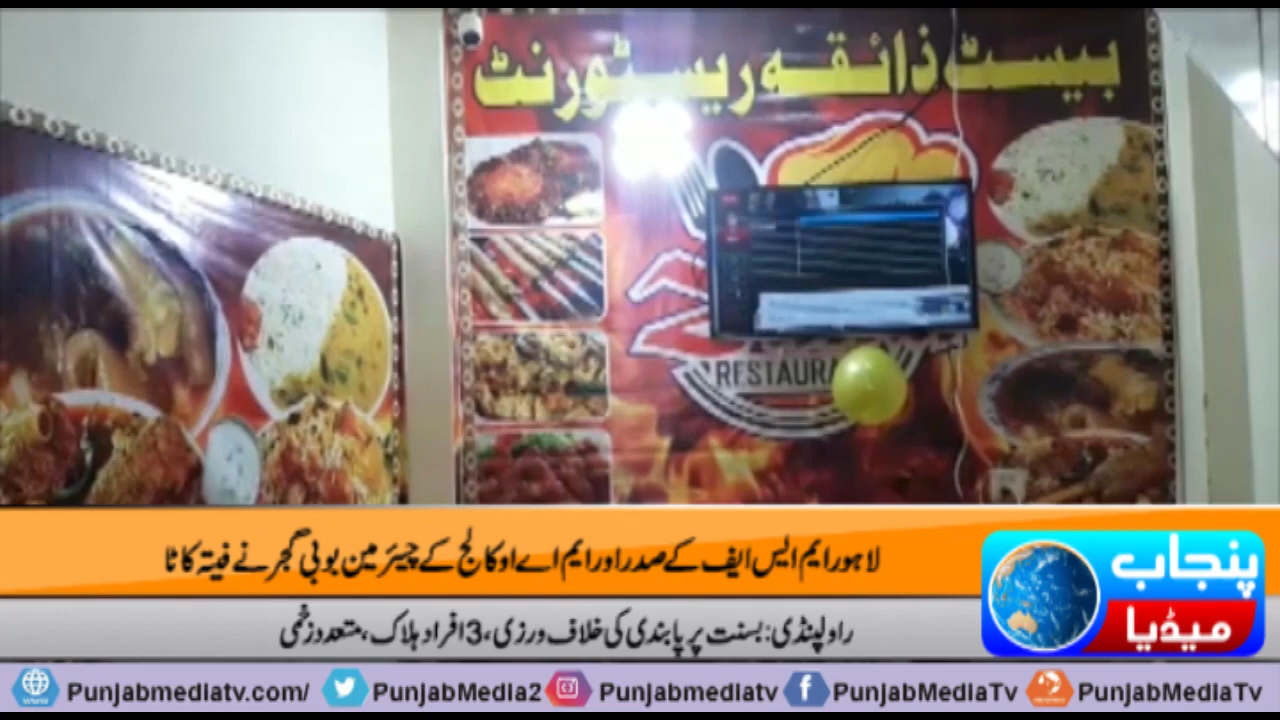 بیسٹ ذائقہ ریسٹورنٹ
RESTAURA
لاہور ایم ایس ایف کے صدر اور ایم اے او کالج کے چیئر مین بوبی گجر نے فیتہ کاٹا
راولپنڈی: بسنت پر پابندی کی خلاف ورزی، 3 افراد ہلاک، متعدد زخمی
پنجاب
میڈیا
Punjabmediatv.com/ PunjabMedia2 Punjabmediatv PunjabMediaTv PunjabMediaTv